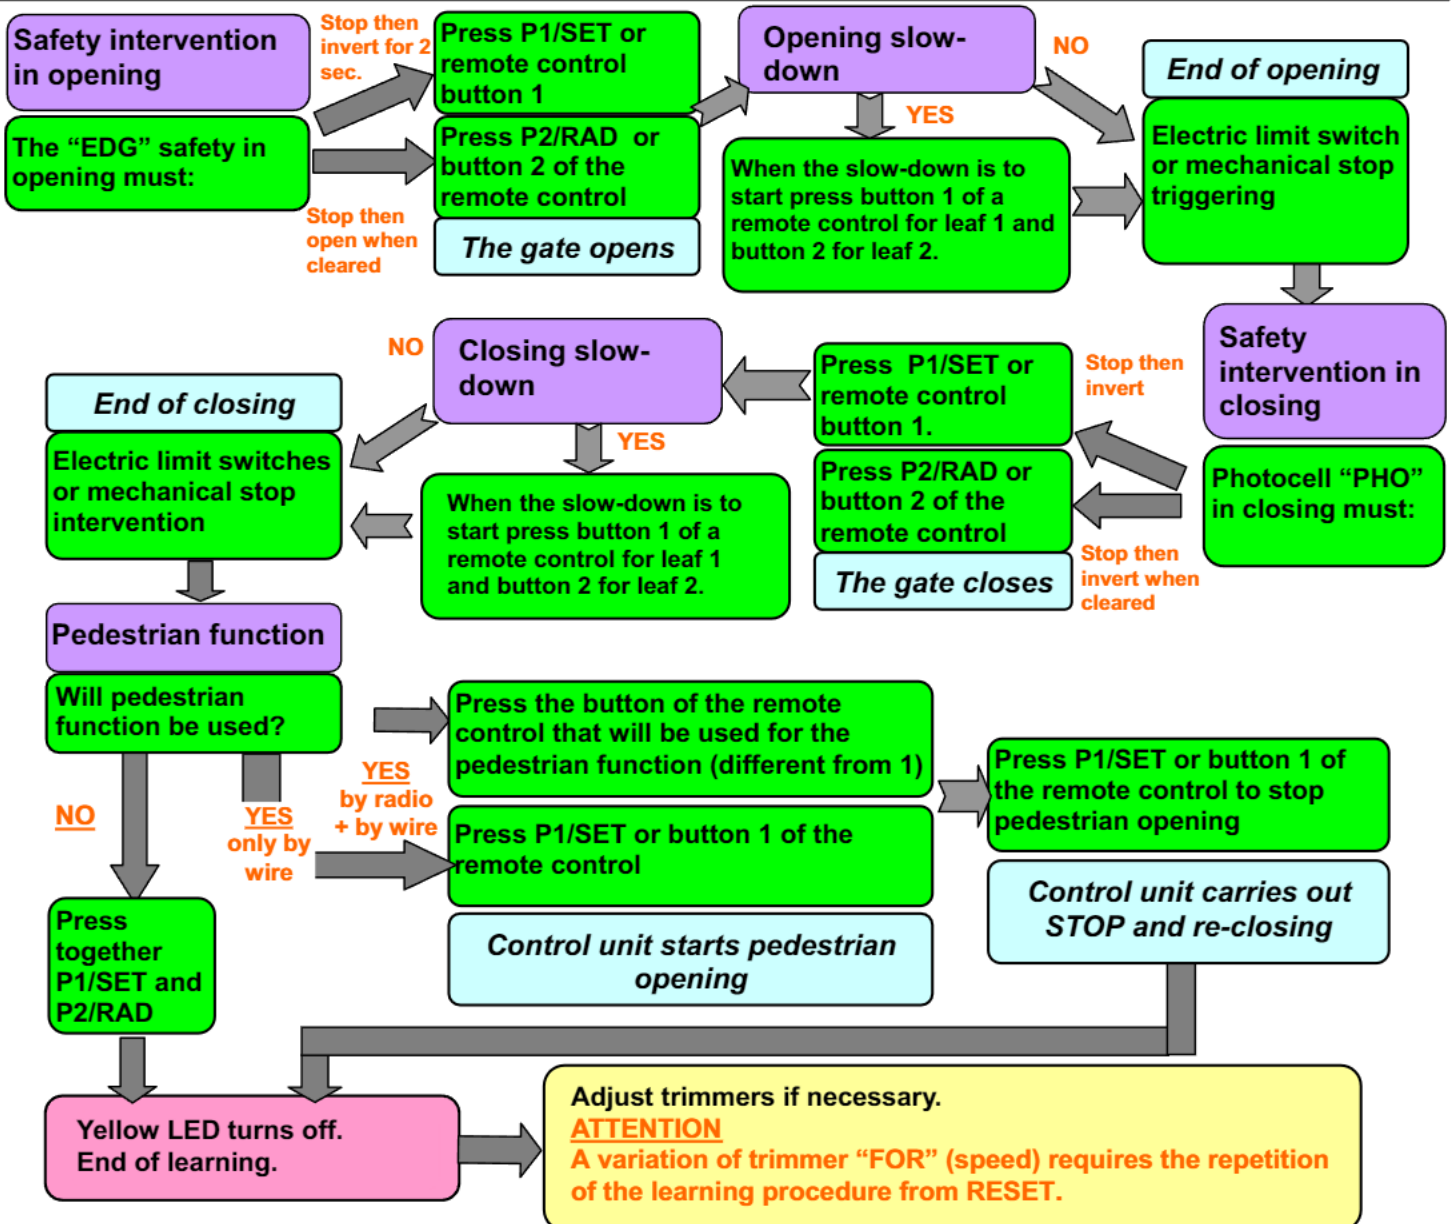 Safety intervention
in opening
The “EDG” safety in
opening must:
Stop then
invert for 2
sec.
Stop then
open when
cleared
Press P1/SET or
remote control
button 1
Press P2/RAD or
button 2 of the
remote control
The gate opens
Opening slow-
down
NO
YES
When the slow-down is to
start press button 1 of a
remote control for leaf 1 and
button 2 for leaf 2.
End of opening
Electric limit switch
or mechanical stop
triggering
Safety
intervention in
closing
Photocell “PHO”
in closing must:
Stop then
invert
Stop then
invert when
cleared
Press P1/SET or
remote control
button 1.
Press P2/RAD or
button 2 of the
remote control
The gate closes
Closing slow-
down
NO
YES
When the slow-down is to
start press button 1 of a
remote control for leaf 1
and button 2 for leaf 2.
End of closing
Electric limit switches
or mechanical stop
intervention
Pedestrian function
Will pedestrian
function be used?
NO
YES
only by
wire
YES
by radio
+ by wire
Press the button of the remote
control that will be used for the
pedestrian function (different from 1)
Press P1/SET or button 1 of the
remote control
Control unit starts pedestrian
opening
Press P1/SET or button 1 of
the remote control to stop
pedestrian opening
Control unit carries out
STOP and re-closing
Press
together
P1/SET and
P2/RAD
Yellow LED turns off.
End of learning.
Adjust trimmers if necessary.
ATTENTION
A variation of trimmer “FOR” (speed) requires the repetition
of the learning procedure from RESET.